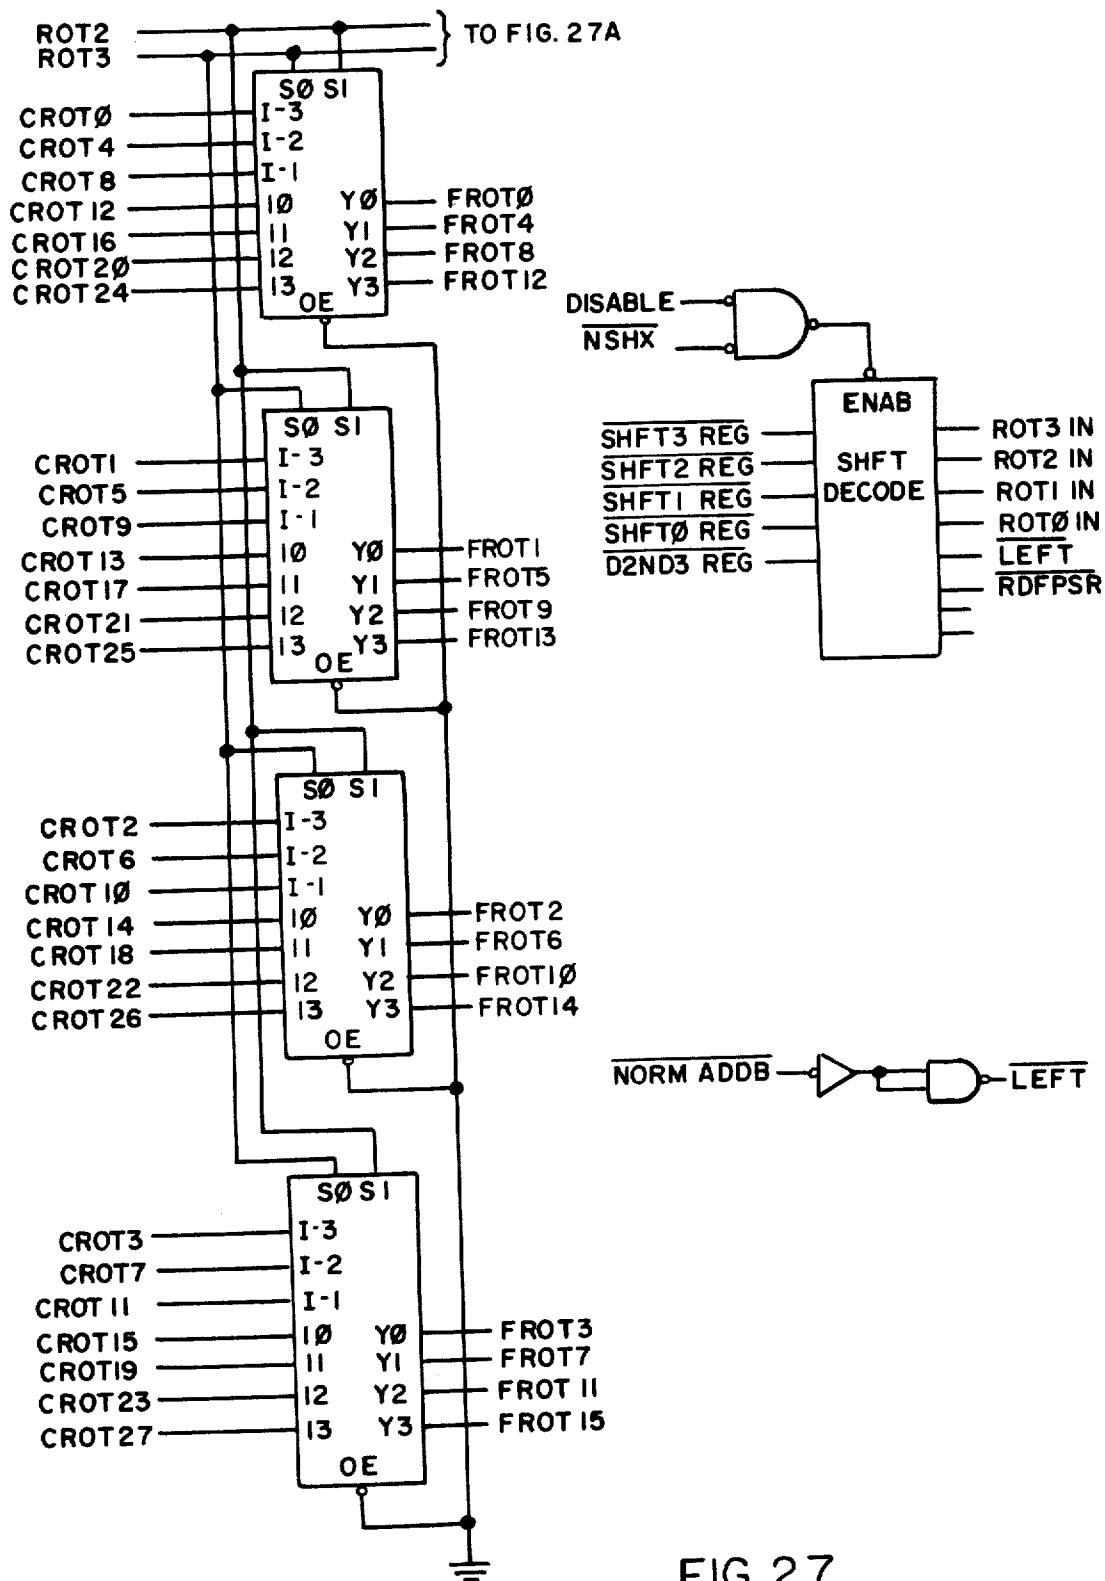 ROT2
ROT3
TO FIG. 27A
SØ S1
CROTØ
CROT4
CROT8
CROT12
CROT16
CROT2Ø
CROT24
I-3
I-2
I-1
IØ
I1
I2
I3
YØ
Y1
Y2
Y3
OE
FROTØ
FROT4
FROT8
FROT12
SØ S1
CROT1
CROT5
CROT9
CROT13
CROT17
CROT21
CROT25
I-3
I-2
I-1
IØ
I1
I2
I3
YØ
Y1
Y2
Y3
OE
FROT1
FROT5
FROT9
FROT13
SØ S1
CROT2
CROT6
CROT1Ø
CROT14
CROT18
CROT22
CROT26
I-3
I-2
I-1
IØ
I1
I2
I3
YØ
Y1
Y2
Y3
OE
FROT2
FROT6
FROT1Ø
FROT14
SØ S1
CROT3
CROT7
CROT11
CROT15
CROT19
CROT23
CROT27
I-3
I-2
I-1
IØ
I1
I2
I3
YØ
Y1
Y2
Y3
OE
FROT3
FROT7
FROT11
FROT15
DISABLE
NSHX
ENAB
SHFT
DECODE
SHFT3 REG
SHFT2 REG
SHFT1 REG
SHFTØ REG
D2ND3 REG
ROT3 IN
ROT2 IN
ROT1 IN
ROTØ IN
LEFT
RDFPSR
NORM ADDB
LEFT
FIG. 27